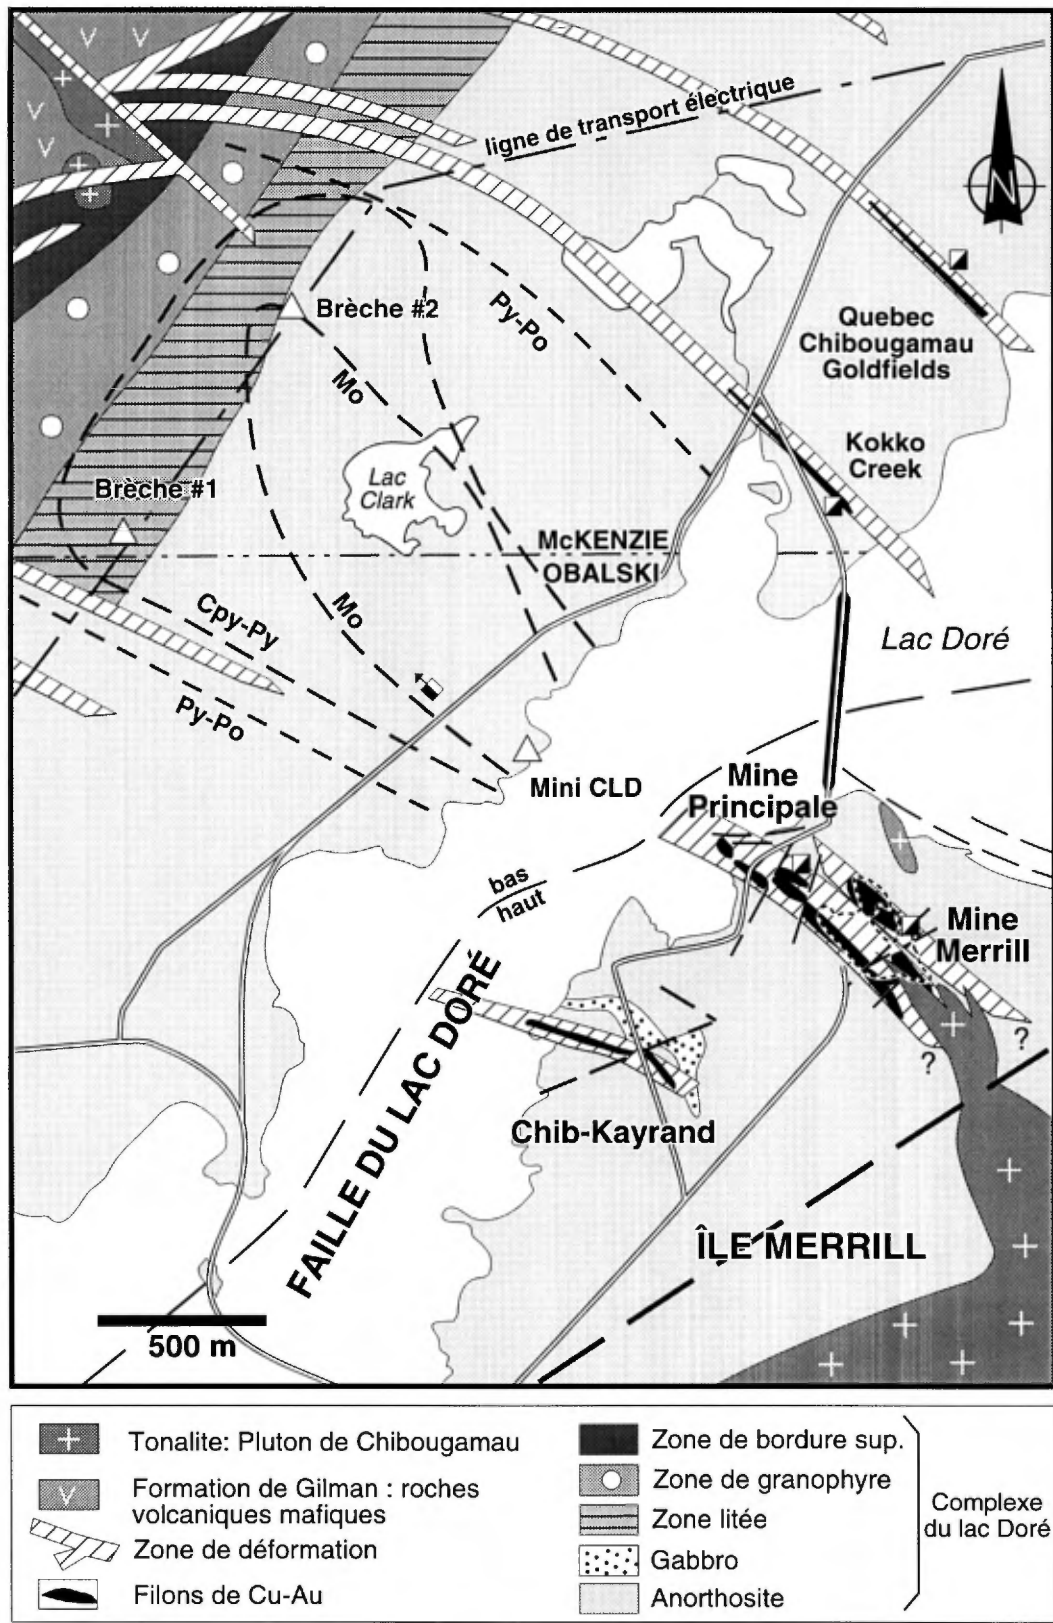 ligne de transport électrique
N
Brèche #2
Py-Po
Quebec
Chibougamau
Goldfields
Mo
Kokko
Creek
Lac
Clark
Brèche #1
McKENZIE
OBALSKI
Mo
Cpy-Py
Lac Doré
Py-Po
Mine
Principale
Mini CLD
bas
haut
Mine
Merrill
FAILLE DU LAC DORÉ
?
?
Chib-Kayrand
ÎLE MERRILL
500 m
Tonalite: Pluton de Chibougamau
Formation de Gilman : roches
volcaniques mafiques
Zone de déformation
Filons de Cu-Au
Zone de bordure sup.
Zone de granophyre
Zone litée
Gabbro
Anorthosite
Complexe
du lac Doré